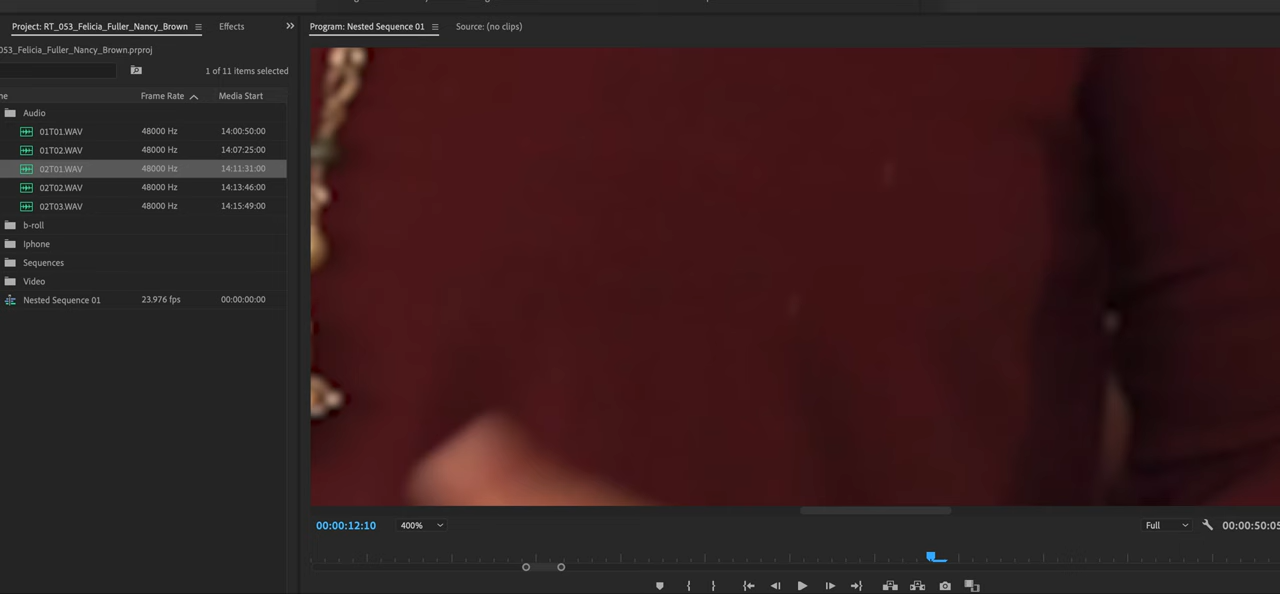 Project: RT_053_Felicia_Fuller_Nancy_Brown
Effects
Program: Nested Sequence 01
Source: (no clips)
053_Felicia_Fuller_Nancy_Brown.prproj
1 of 11 items selected
Frame Rate
Media Start
Audio
01T01.WAV 48000 Hz 14:00:50:00
01T02.WAV 48000 Hz 14:07:25:00
02T01.WAV 48000 Hz 14:11:31:00
02T02.WAV 48000 Hz 14:13:46:00
02T03.WAV 48000 Hz 14:15:49:00
b-roll
Iphone
Sequences
Video
Nested Sequence 01 23.976 fps 00:00:00:00
00:00:12:10
400%
Full
00:00:50:05